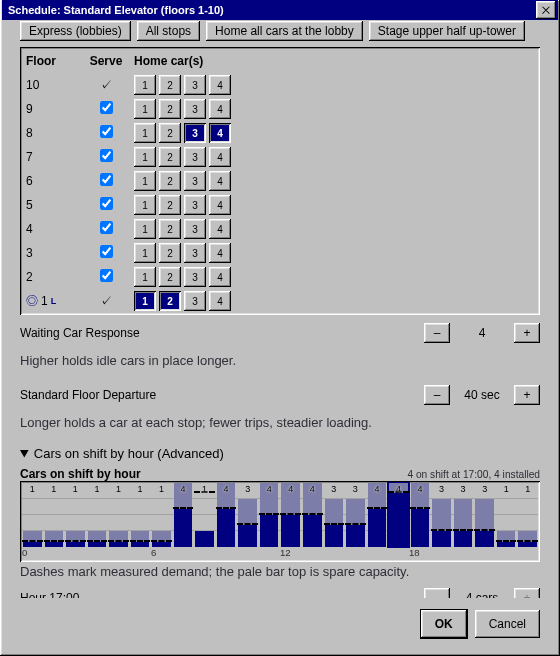 Schedule: Standard Elevator (floors 1-10)
Express (lobbies) All stops Home all cars at the lobby Stage upper half up-tower
Floor Serve Home car(s)
10 ✓ 1 2 3 4
9 1 2 3 4
8 1 2 3 4
7 1 2 3 4
6 1 2 3 4
5 1 2 3 4
4 1 2 3 4
3 1 2 3 4
2 1 2 3 4
1 L ✓ 1 2 3 4
Waiting Car Response – 4 +
Higher holds idle cars in place longer.
Standard Floor Departure – 40 sec +
Longer holds a car at each stop; fewer trips, steadier loading.
Cars on shift by hour (Advanced)
Cars on shift by hour 4 on shift at 17:00, 4 installed
1 1 1 1 1 1 1 4 1 4 3 4 4 4 3 3 4 4 4 3 3 3 1 1
0 6 12 18
Dashes mark measured demand; the pale bar top is spare capacity.
Hour 17:00 – 4 cars +
OK Cancel